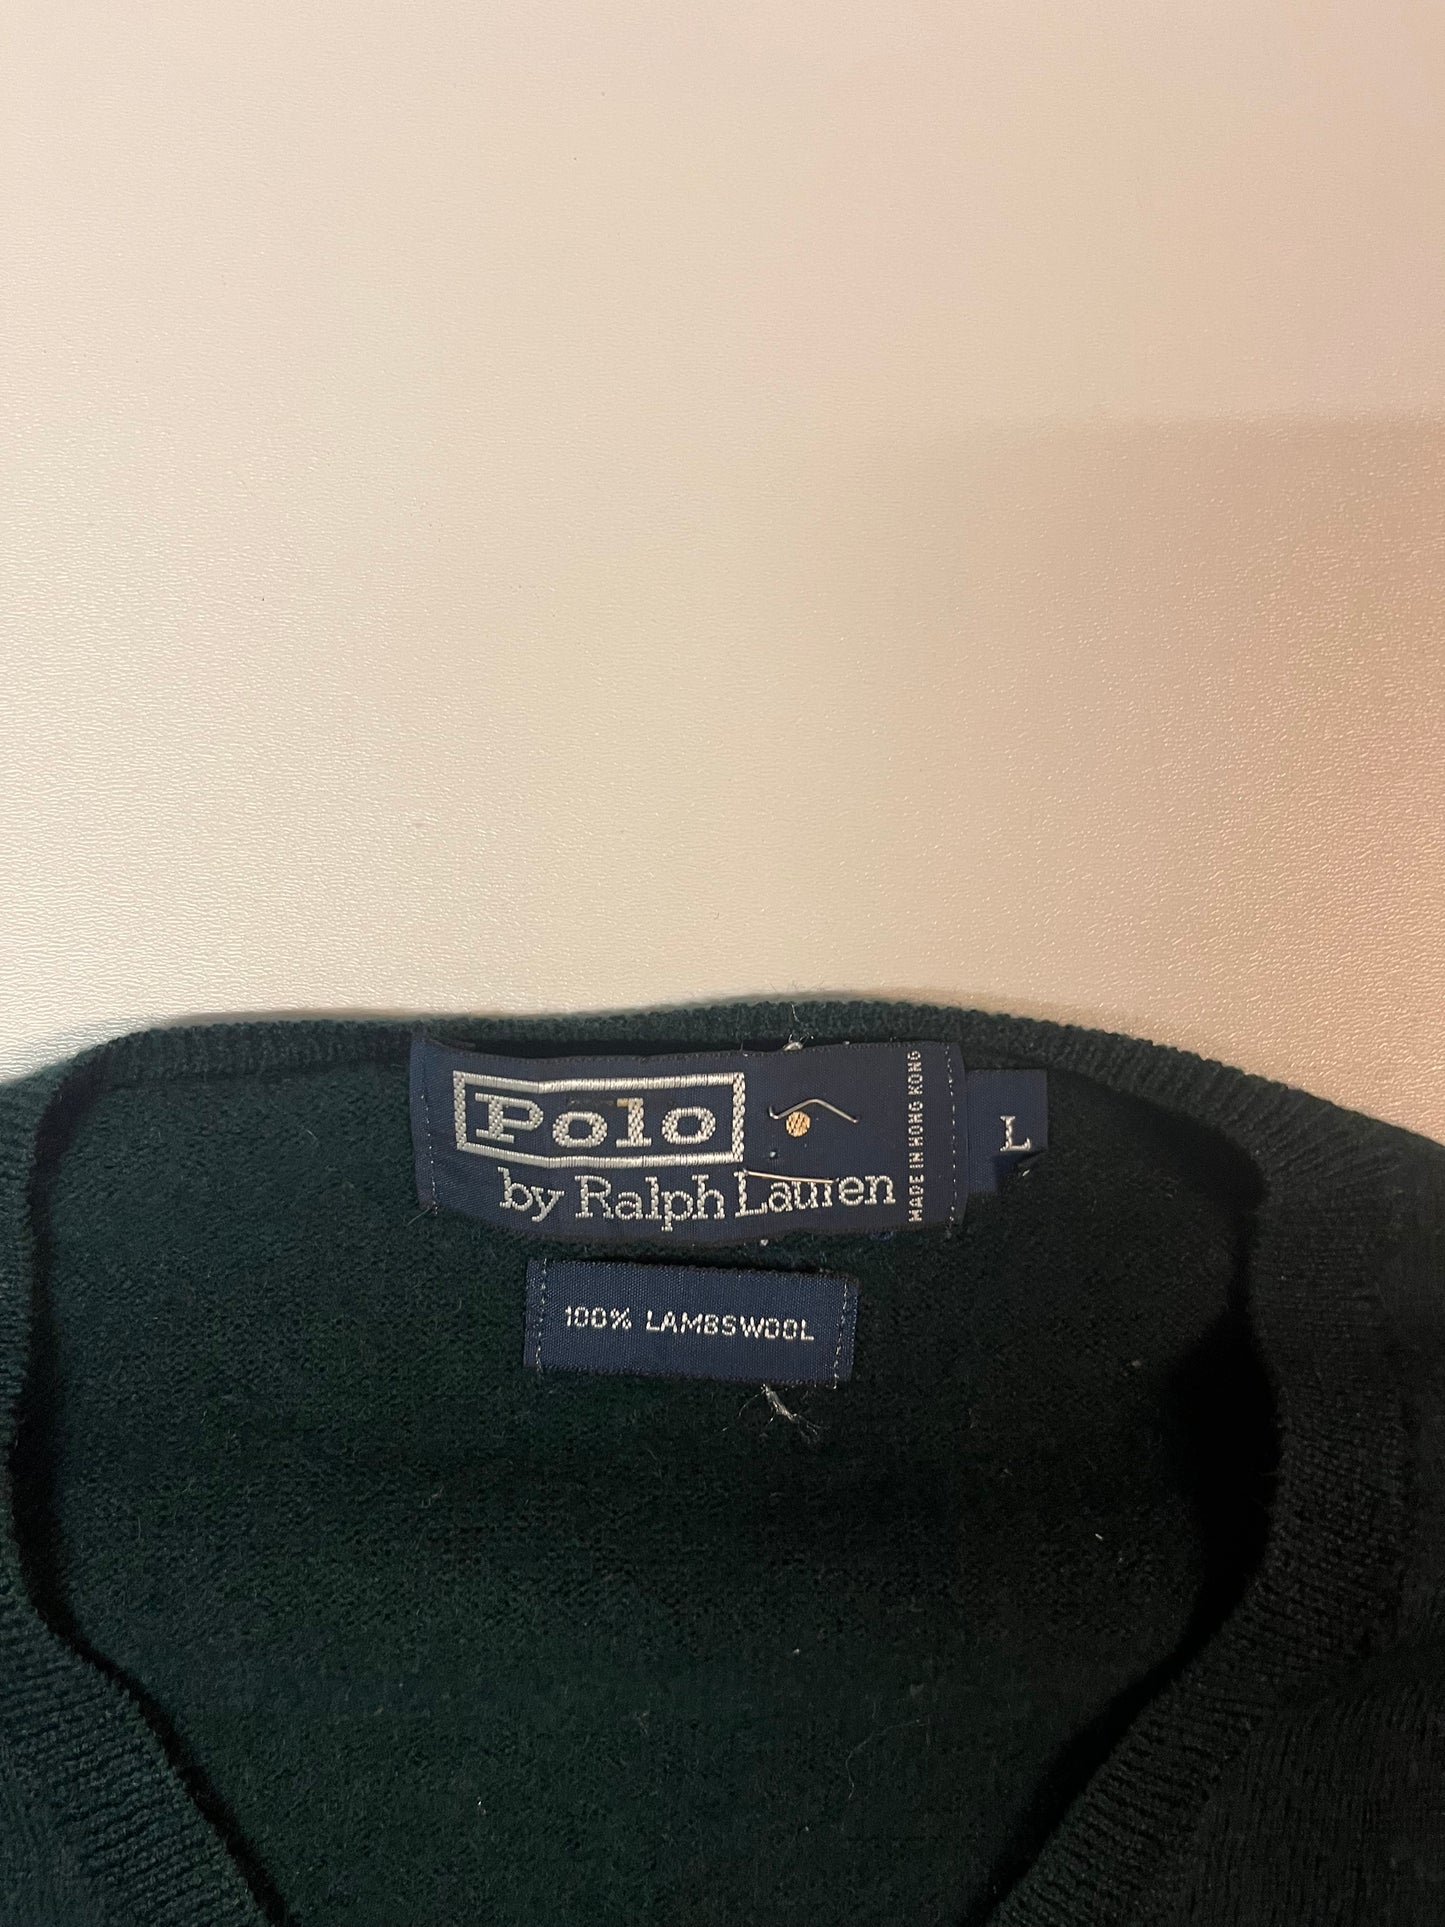 Polo
by Ralph Lauren
MADE IN HONG KONG
L
100% LAMBSWOOL